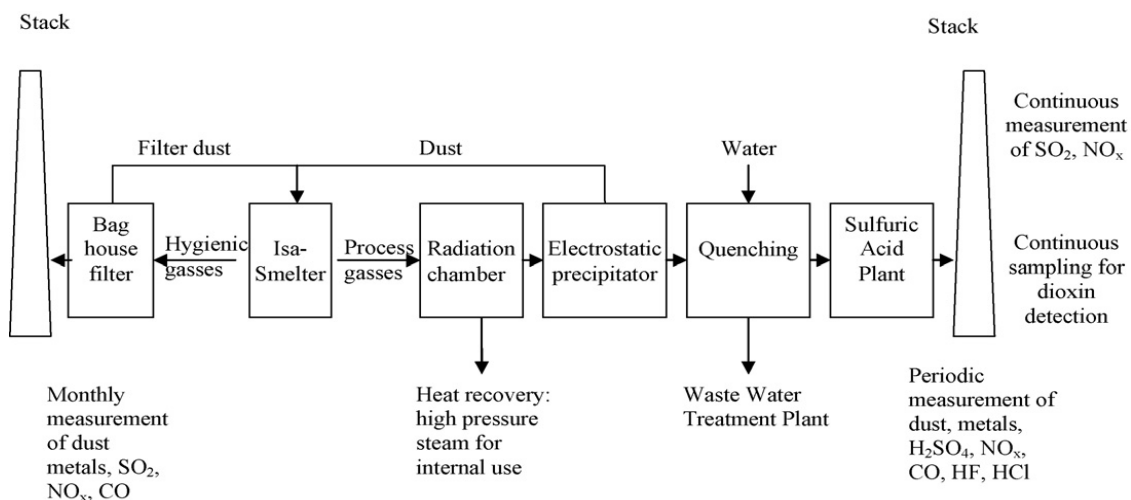 Stack
Stack
Continuous
measurement
of SO₂, NOₓ
Filter dust
Dust
Water
Bag
house
filter
Hygienic
gasses
Isa-
Smelter
Process
gasses
Radiation
chamber
Electrostatic
precipitator
Quenching
Sulfuric
Acid
Plant
Continuous
sampling for
dioxin
detection
Monthly
measurement
of dust
metals, SO₂,
NOₓ, CO
Heat recovery:
high pressure
steam for
internal use
Waste Water
Treatment Plant
Periodic
measurement of
dust, metals,
H₂SO₄, NOₓ,
CO, HF, HCl